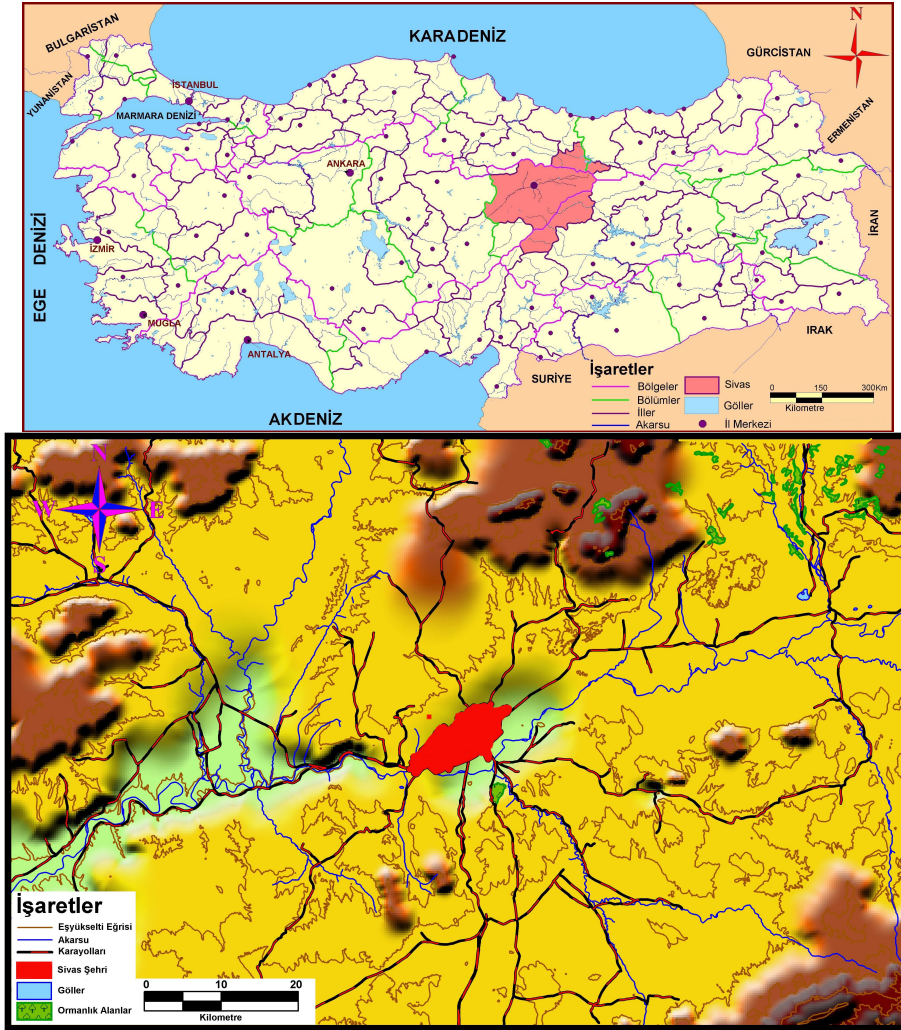 BULGARİSTAN
KARADENİZ
N
GÜRCİSTAN
YUNANİSTAN
İSTANBUL
MARMARA DENİZİ
ERMENİSTAN
ANKARA
EGE DENİZİ
İZMİR
İRAN
MUĞLA
ANTALYA
IRAK
SURİYE
AKDENİZ
İşaretler
Bölgeler
Sivas
Bölümler
Göller
İller
Akarsu
İl Merkezi
0 150 300Km
Kilometre
N
W E
S
İşaretler
Eşyükselti Eğrisi
Akarsu
Karayolları
Sivas Şehri
Göller
Ormanlık Alanlar
0 10 20
Kilometre